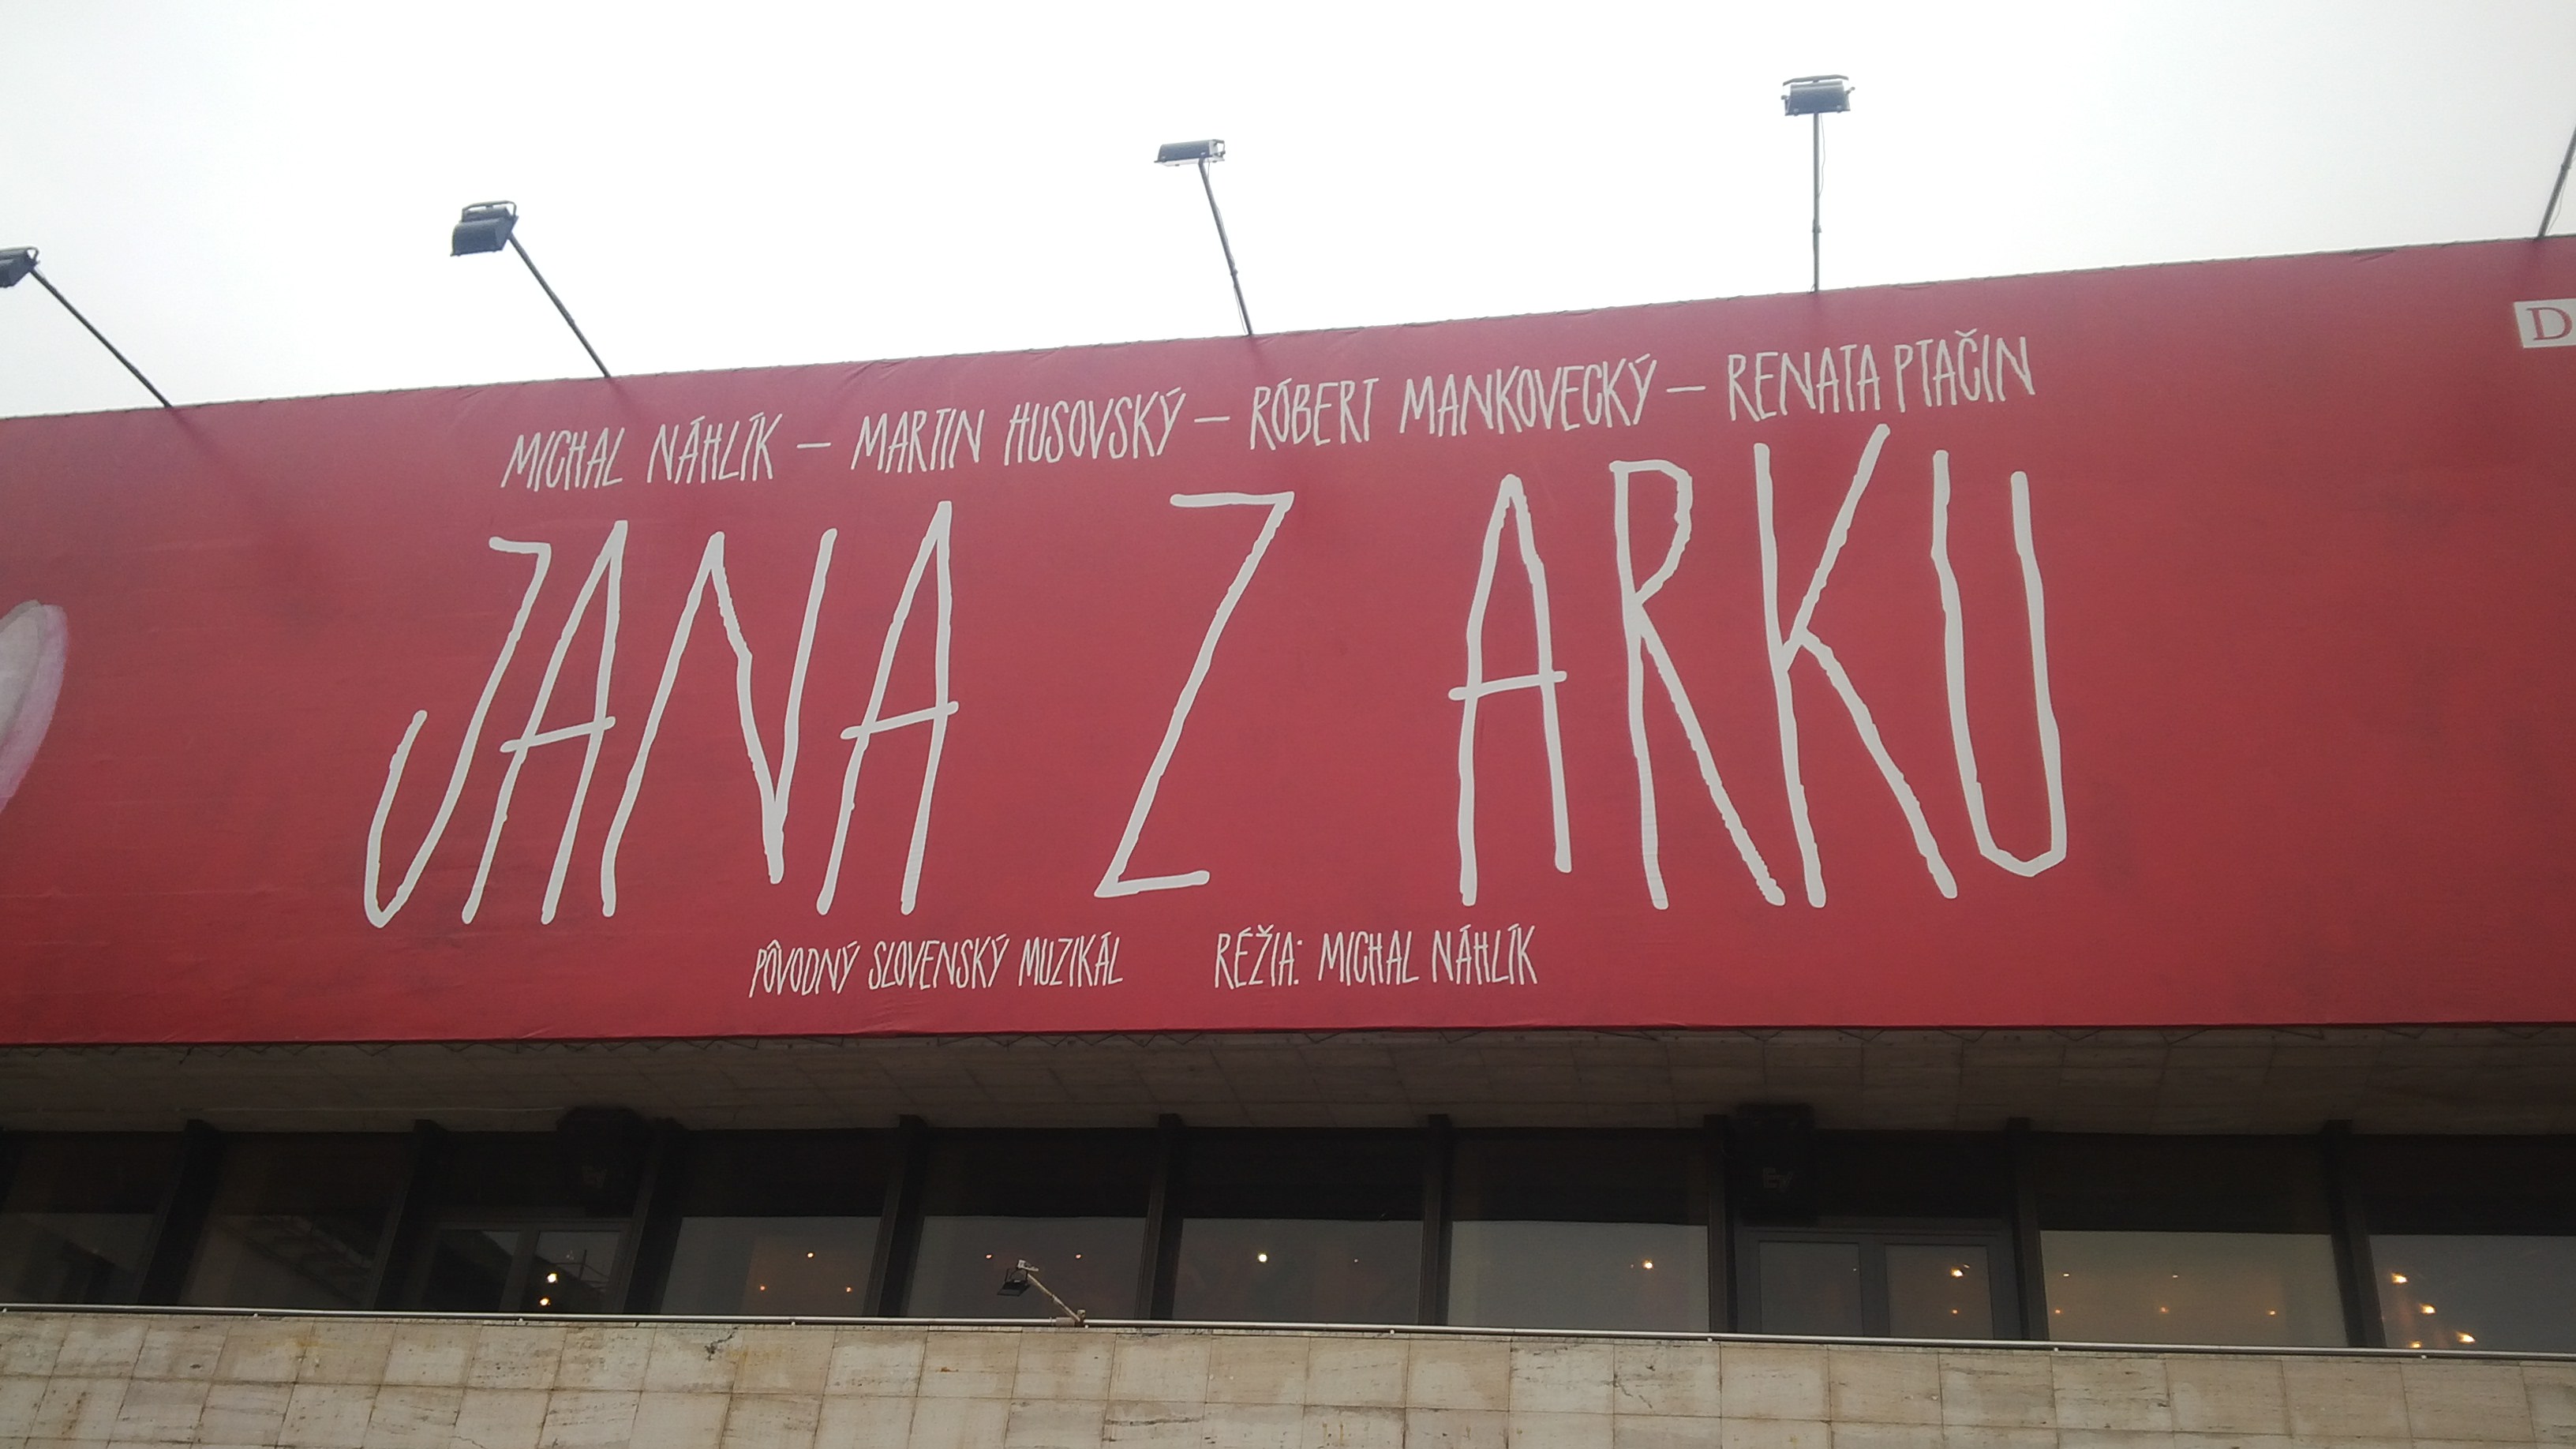 MICHAL NÁHLÍK – MARTIN HUSOVSKÝ – RÓBERT MANKOVECKÝ – RENATA PTAČIN
JANA Z ARKU
PÔVODNÝ SLOVENSKÝ MUZIKÁL RÉŽIA: MICHAL NÁHLÍK